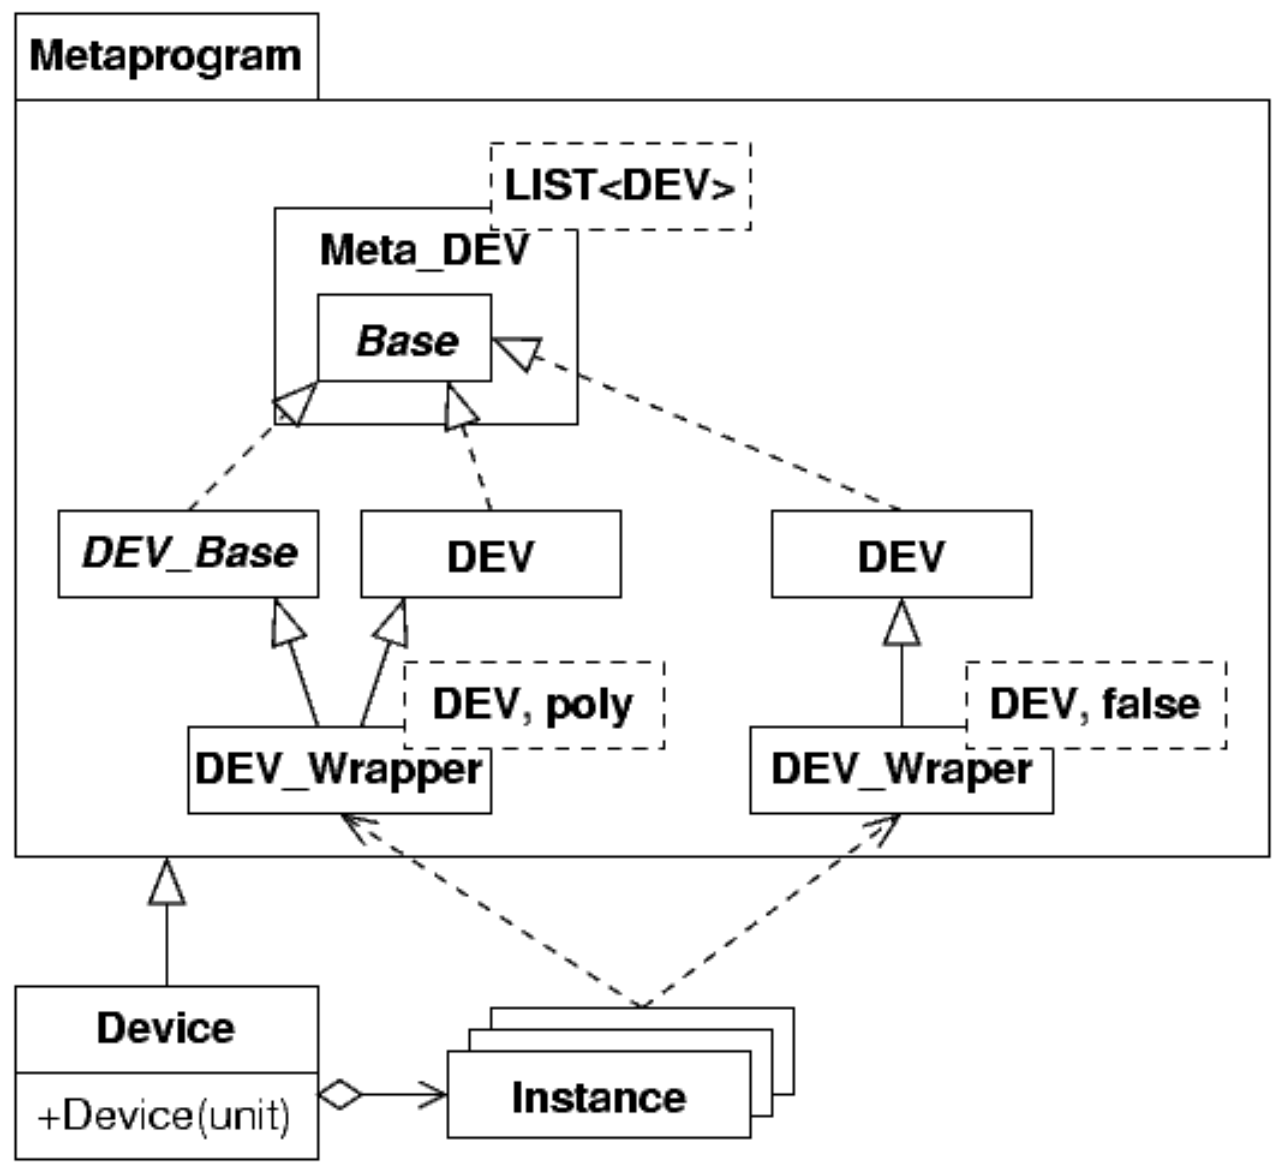 Metaprogram
LIST<DEV>
Meta_DEV
Base
DEV_Base
DEV
DEV
DEV, poly
DEV, false
DEV_Wrapper
DEV_Wraper
Device
+Device(unit)
Instance